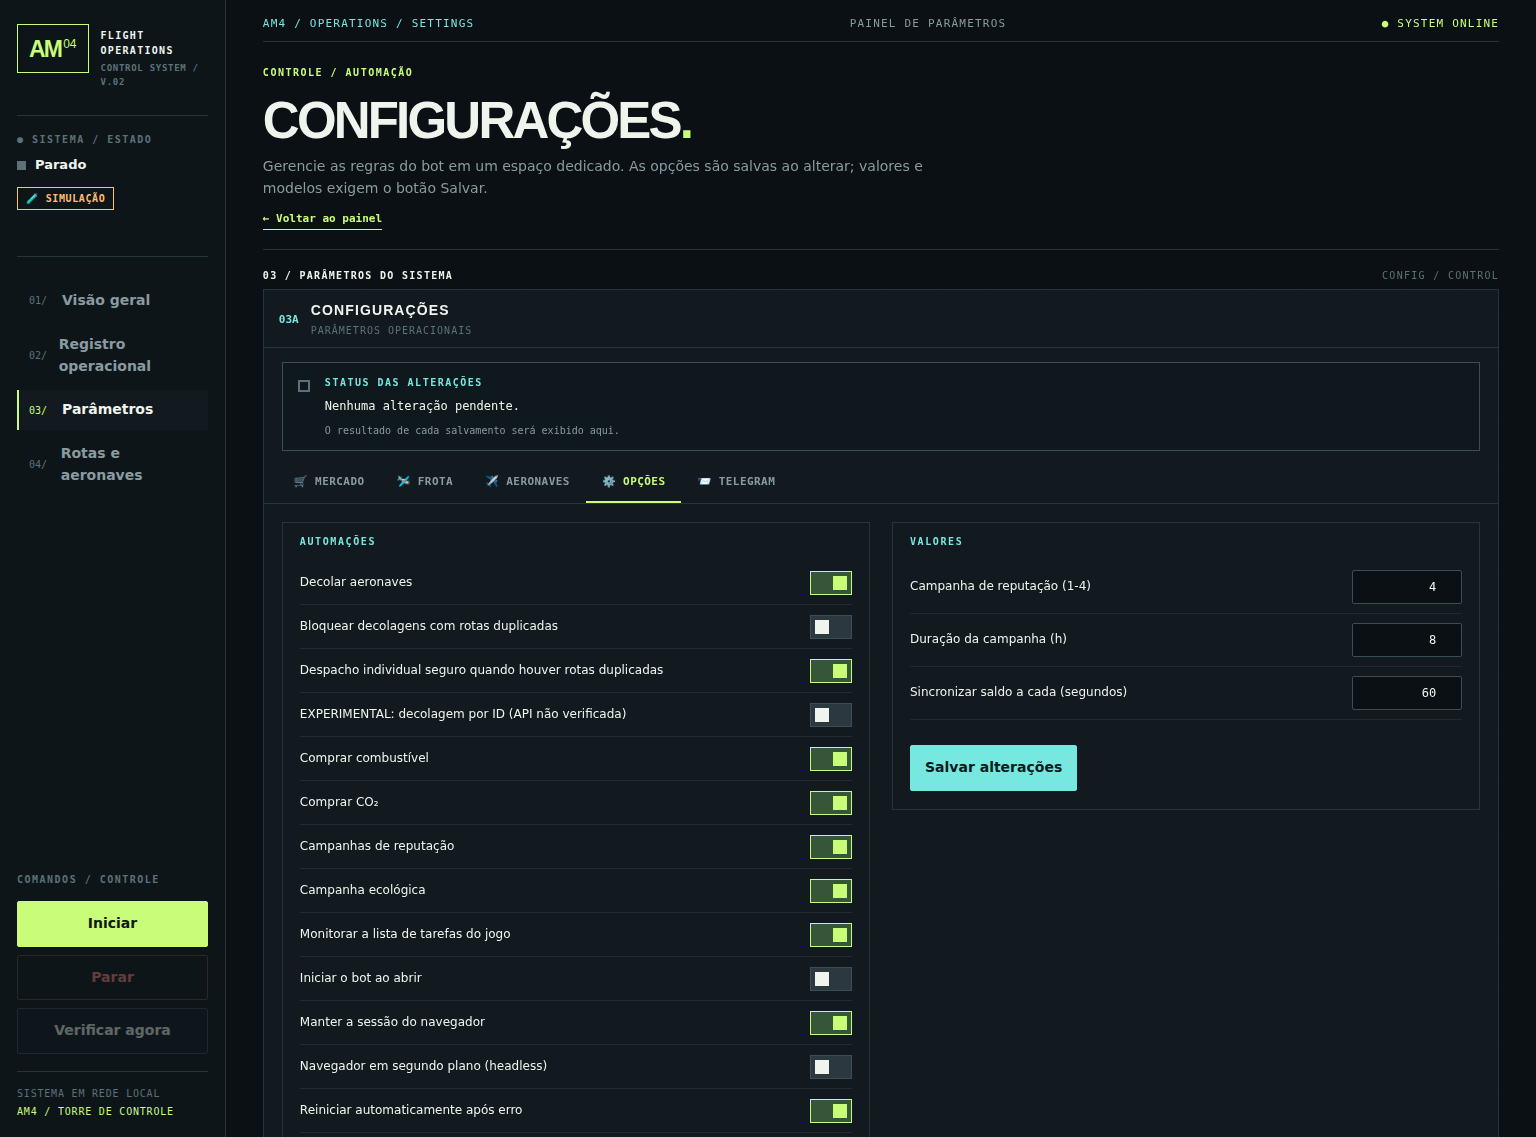 AM04
FLIGHT
OPERATIONS
CONTROL SYSTEM /
V.02
● SISTEMA / ESTADO
Parado
SIMULAÇÃO
01/ Visão geral
02/ Registro
operacional
03/ Parâmetros
04/ Rotas e
aeronaves
COMANDOS / CONTROLE
Iniciar
Parar
Verificar agora
SISTEMA EM REDE LOCAL
AM4 / TORRE DE CONTROLE
AM4 / OPERATIONS / SETTINGS
PAINEL DE PARÂMETROS
● SYSTEM ONLINE
CONTROLE / AUTOMAÇÃO
CONFIGURAÇÕES.
Gerencie as regras do bot em um espaço dedicado. As opções são salvas ao alterar; valores e
modelos exigem o botão Salvar.
← Voltar ao painel
03 / PARÂMETROS DO SISTEMA
CONFIG / CONTROL
03A CONFIGURAÇÕES
PARÂMETROS OPERACIONAIS
STATUS DAS ALTERAÇÕES
Nenhuma alteração pendente.
O resultado de cada salvamento será exibido aqui.
MERCADO
FROTA
AERONAVES
OPÇÕES
TELEGRAM
AUTOMAÇÕES
Decolar aeronaves
Bloquear decolagens com rotas duplicadas
Despacho individual seguro quando houver rotas duplicadas
EXPERIMENTAL: decolagem por ID (API não verificada)
Comprar combustível
Comprar CO₂
Campanhas de reputação
Campanha ecológica
Monitorar a lista de tarefas do jogo
Iniciar o bot ao abrir
Manter a sessão do navegador
Navegador em segundo plano (headless)
Reiniciar automaticamente após erro
VALORES
Campanha de reputação (1-4) 4
Duração da campanha (h) 8
Sincronizar saldo a cada (segundos) 60
Salvar alterações